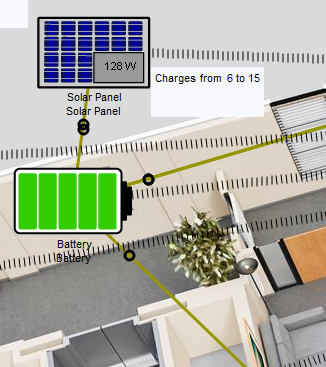 128 W
Charges from 6 to 15
Solar Panel
Solar Panel
Battery
Battery